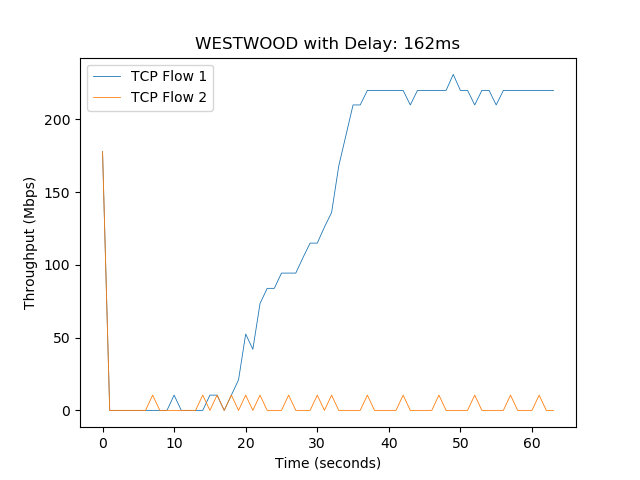 WESTWOOD with Delay: 162ms
TCP Flow 1
TCP Flow 2
Throughput (Mbps)
200
150
100
50
0
0 10 20 30 40 50 60
Time (seconds)